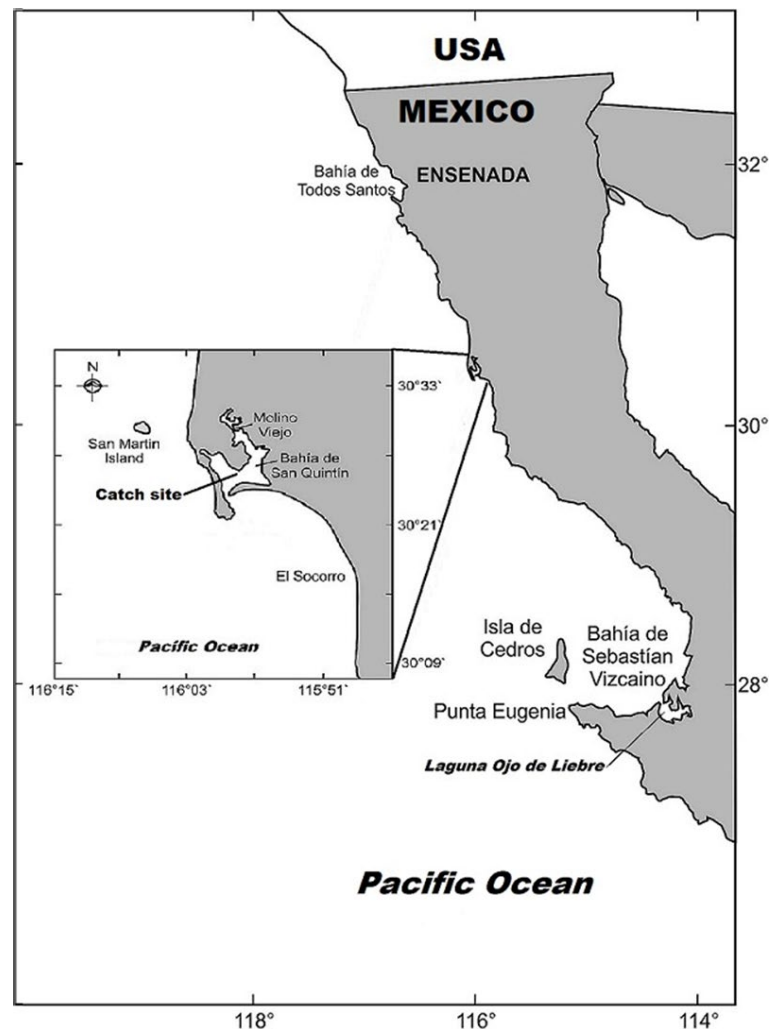 USA
MEXICO
Bahía de
Todos Santos
ENSENADA
32°
30°
28°
N
San Martin
Island
Molino
Viejo
Bahía de
San Quintín
Catch site
El Socorro
Pacífic Ocean
30°33`
30°21`
30°09`
116°15`
116°03`
115°51`
Isla de
Cedros
Bahía de
Sebastían
Vizcaino
Punta Eugenia
Laguna Ojo de Liebre
Pacific Ocean
118°
116°
114°